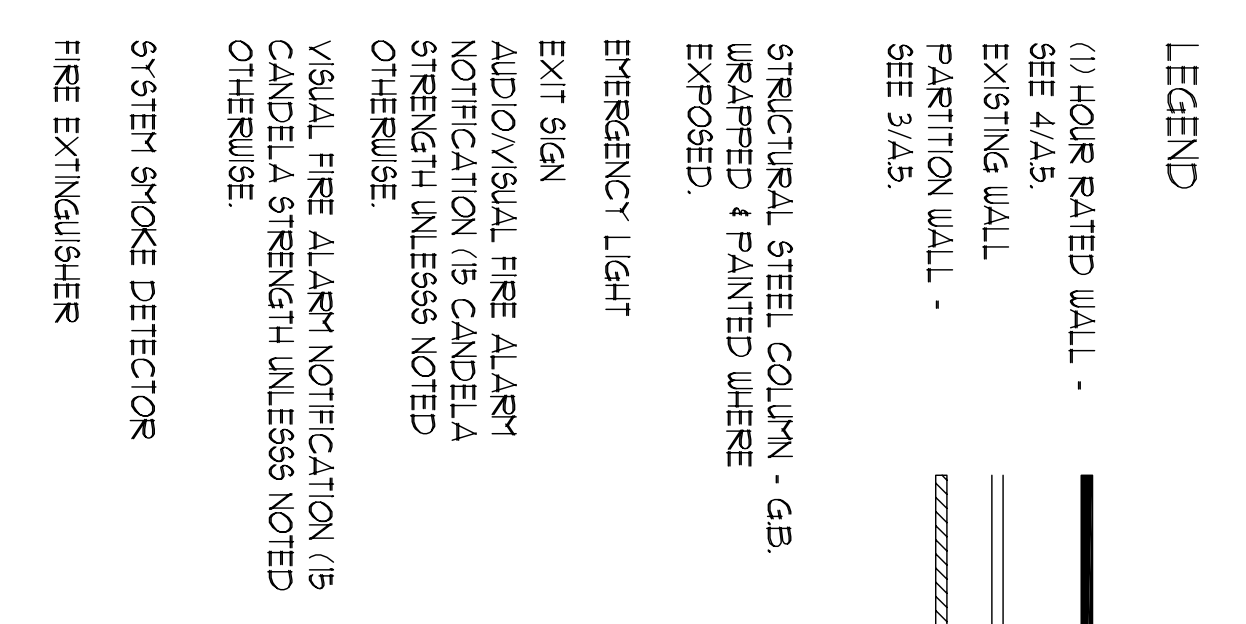 LEGEND
(1) HOUR RATED WALL -
SEE 4/A.5.
EXISTING WALL
PARTITION WALL -
SEE 3/A.5.
STRUCTURAL STEEL COLUMN - G.B.
WRAPPED & PAINTED WHERE
EXPOSED.
EMERGENCY LIGHT
EXIT SIGN
AUDIO/VISUAL FIRE ALARM
NOTIFICATION (15 CANDELA
STRENGTH UNLESSS NOTED
OTHERWISE.
VISUAL FIRE ALARM NOTIFICATION (15
CANDELA STRENGTH UNLESSS NOTED
OTHERWISE.
SYSTEM SMOKE DETECTOR
FIRE EXTINGUISHER